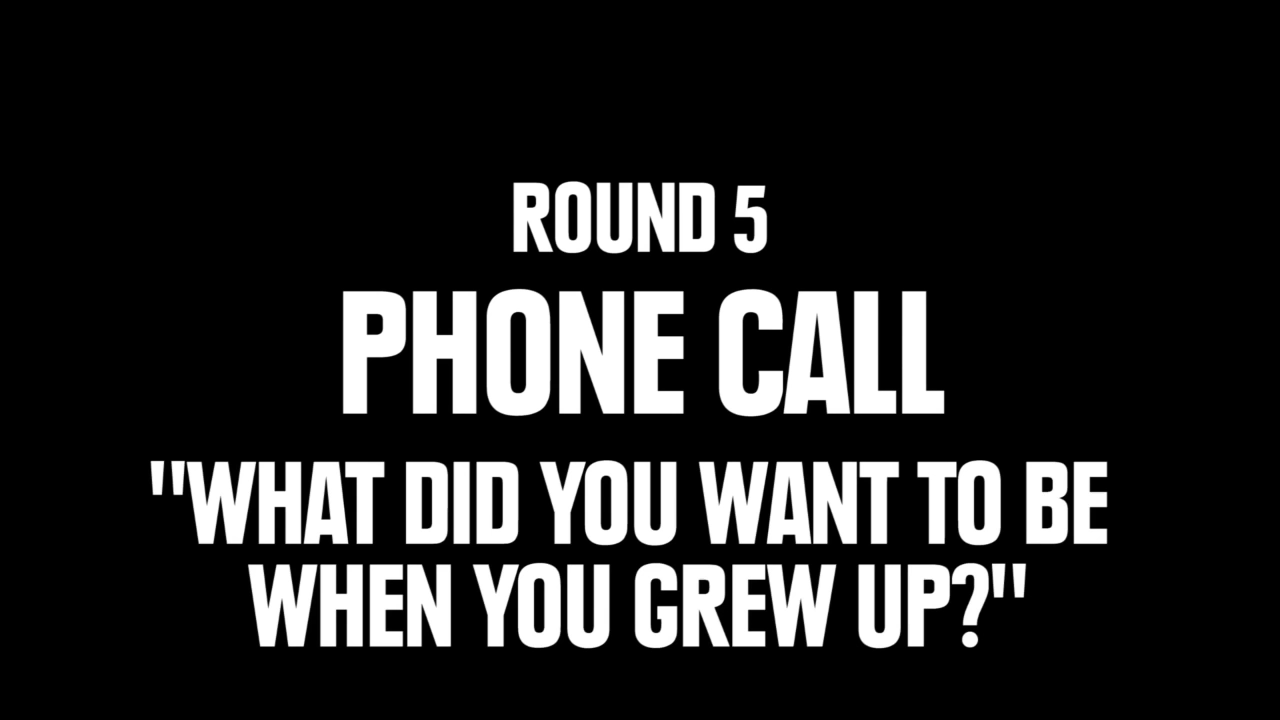 ROUND 5
PHONE CALL
"WHAT DID YOU WANT TO BE
WHEN YOU GREW UP?"